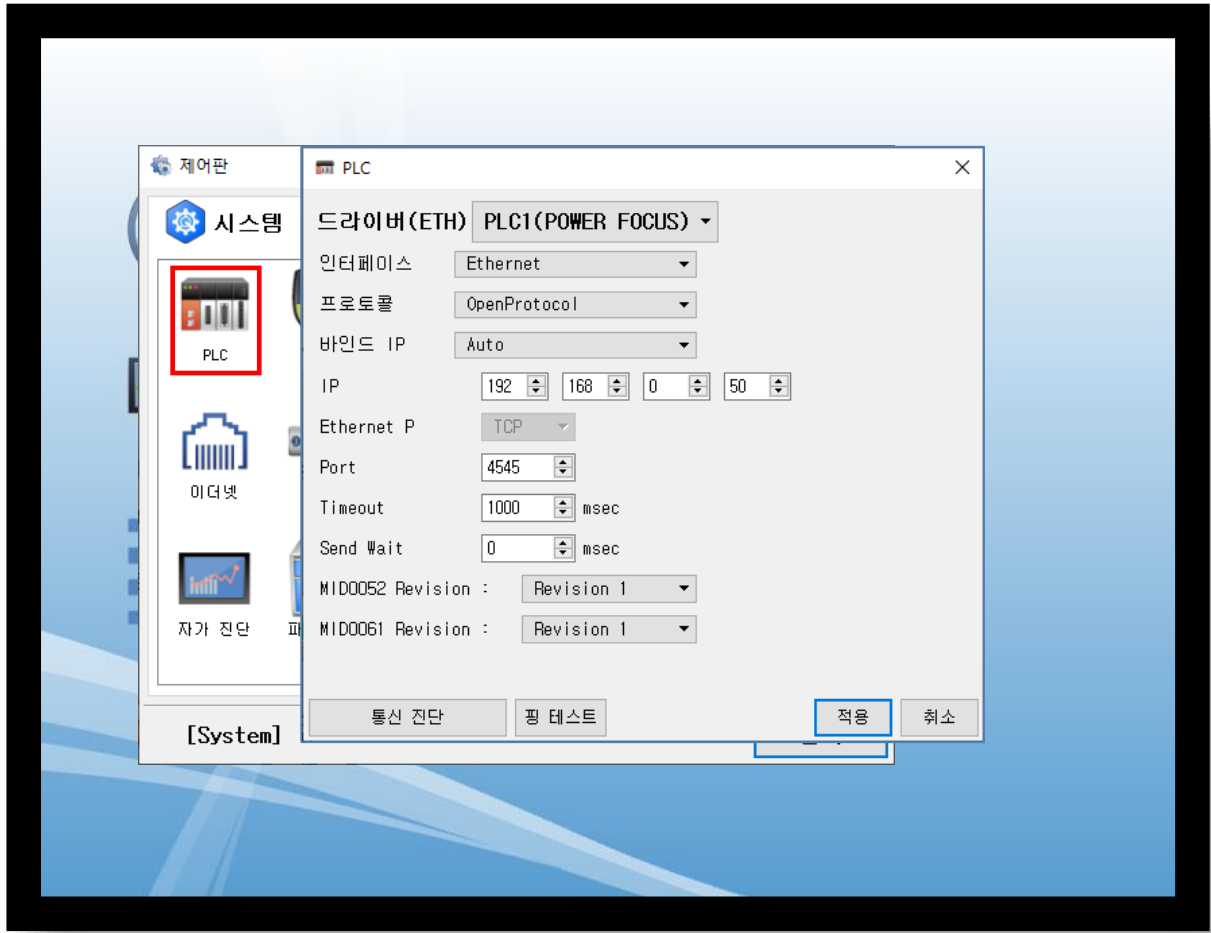 제어판
PLC
시스템
드라이버(ETH) PLC1(POWER FOCUS)
인터페이스 Ethernet
프로토콜 OpenProtocol
바인드 IP Auto
IP 192 168 0 50
Ethernet P TCP
Port 4545
Timeout 1000 msec
Send Wait 0 msec
MID0052 Revision : Revision 1
MID0061 Revision : Revision 1
통신 진단 핑 테스트 적용 취소
PLC
이더넷
자가 진단
[System]